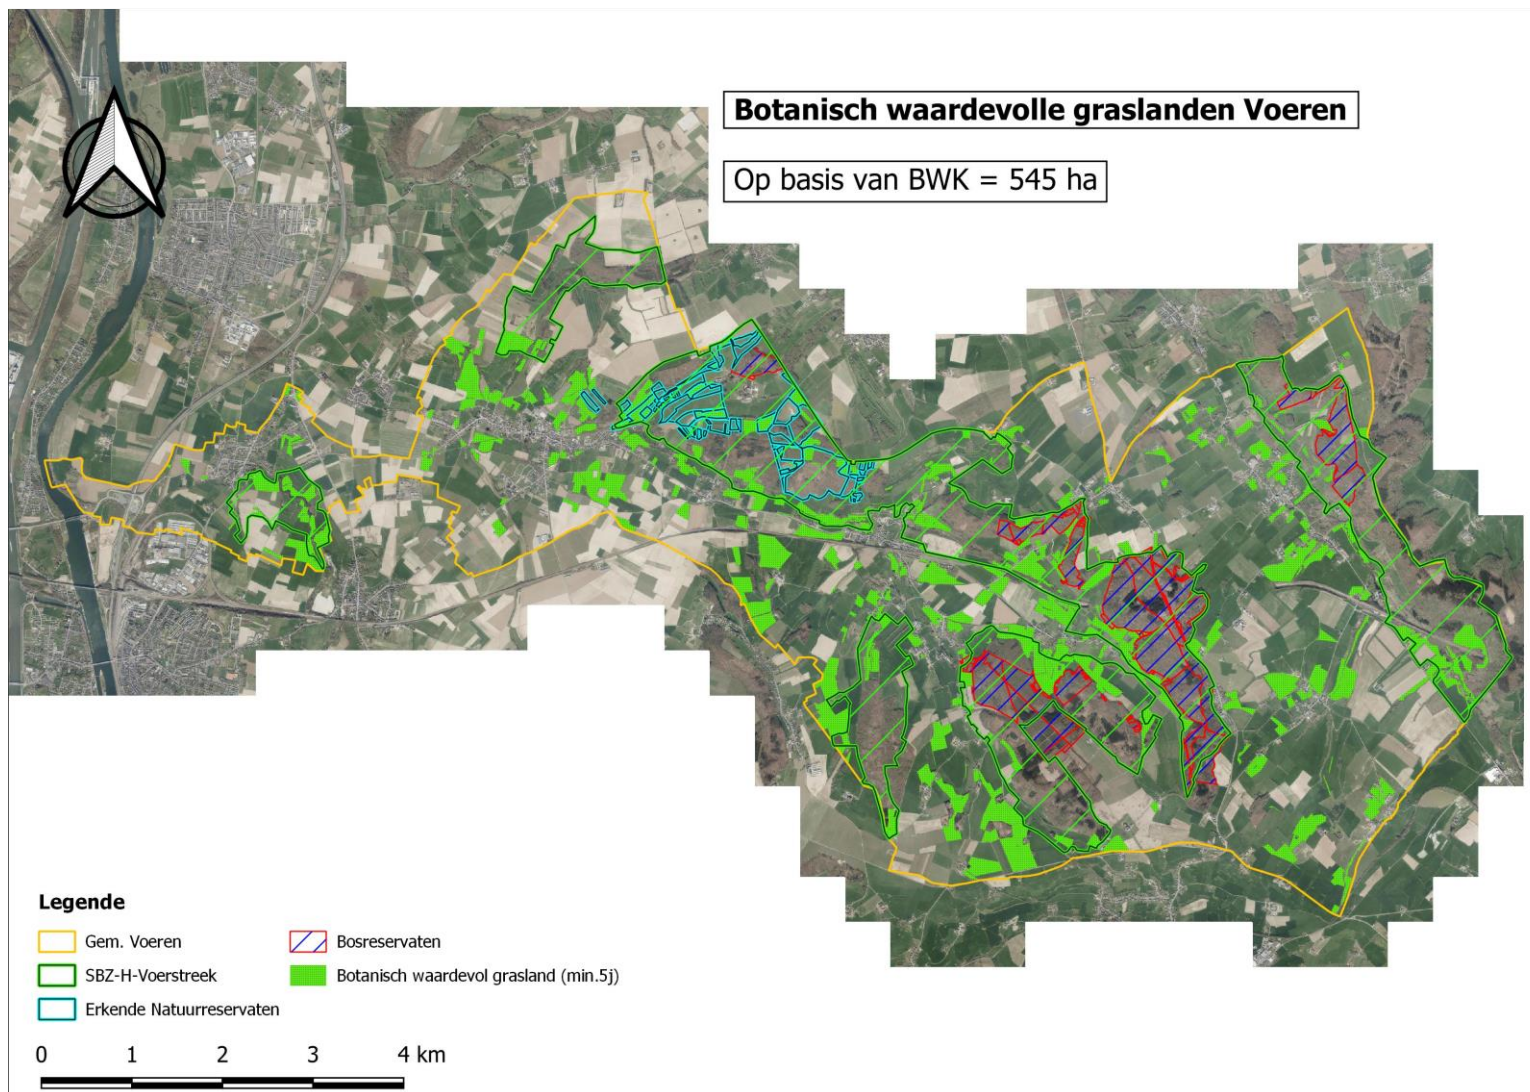 Botanisch waardevolle graslanden Voeren
Op basis van BWK = 545 ha
Legende
Gem. Voeren
SBZ-H-Voerstreek
Erkende Natuurreservaten
Bosreservaten
Botanisch waardevol grasland (min.5j)
0 1 2 3 4 km